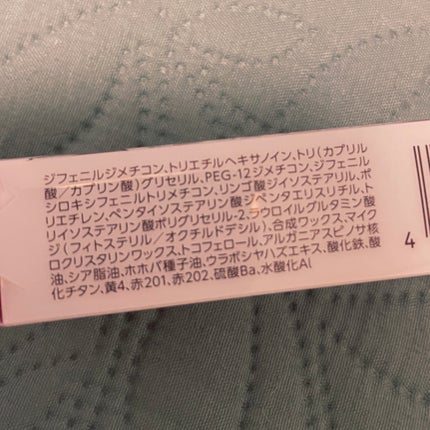 ジフェニルジメチコン、トリエチルヘキサノイン、トリ(カプリル
酸／カプリン酸)グリセリル、PEG-12ジメチコン、ジフェニル
シロキシフェニルトリメチコン、リンゴ酸ジイソステアリル、ポ
リエチレン、ペンタイソステアリン酸ジペンタエリスリチル、ト
リイソステアリン酸ポリグリセリル-2、ラウロイルグルタミン酸
ジ(フィトステリル／オクチルドデシル)、合成ワックス、マイク
ロクリスタリンワックス、トコフェロール、アルガニアスピノサ核
油、シア脂油、ホホバ種子油、ウラボシヤハズエキス、酸化鉄、酸
化チタン、黄4、赤201、赤202、硫酸Ba、水酸化Al
4